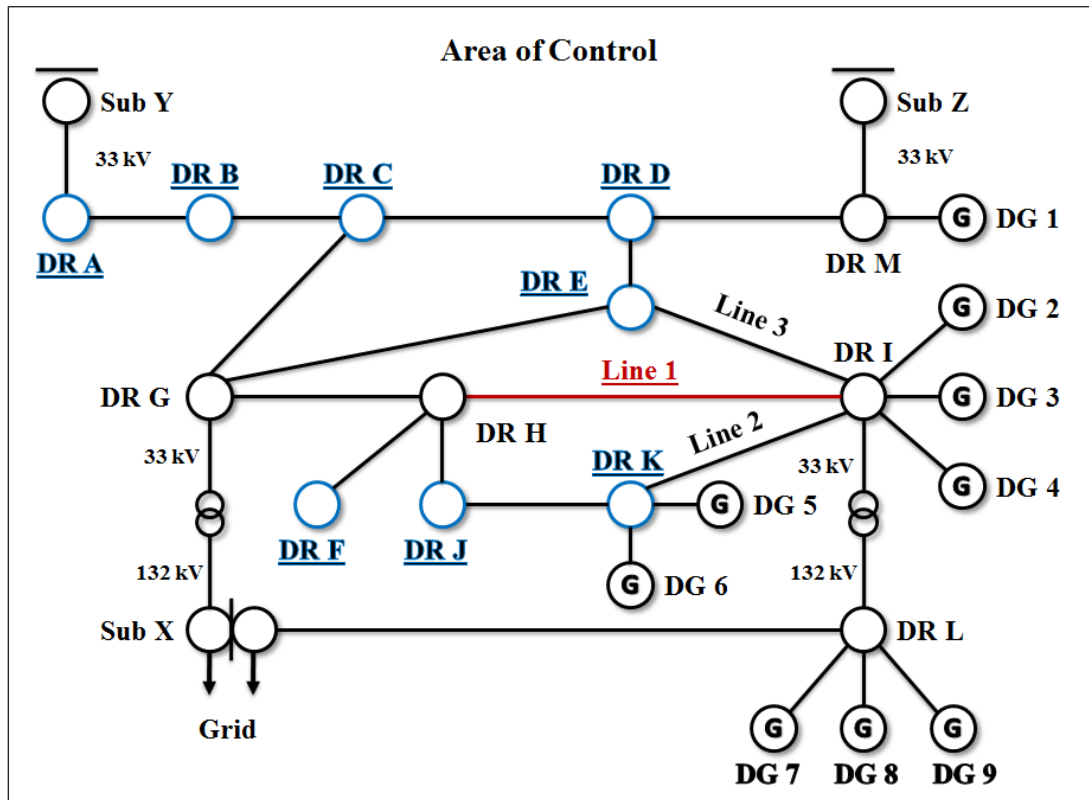 Area of Control
Sub Y
Sub Z
33 kV
33 kV
DR B
DR C
DR D
DG 1
DR A
DR M
DR E
Line 3
DG 2
DR I
Line 1
DR G
DG 3
DR H
Line 2
33 kV
DR K
33 kV
DG 4
DG 5
DR F
DR J
132 kV
132 kV
DG 6
Sub X
DR L
Grid
G
G
G
G
G
G
G
G
G
DG 7
DG 8
DG 9